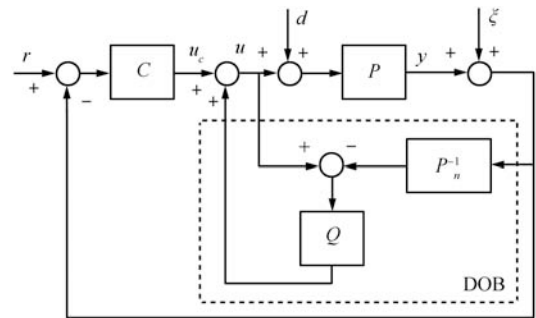 d
ξ
r
+
−
C
u_c
+
+
u
+
+
P
y
+
+
+
−
P_n^{-1}
Q
DOB